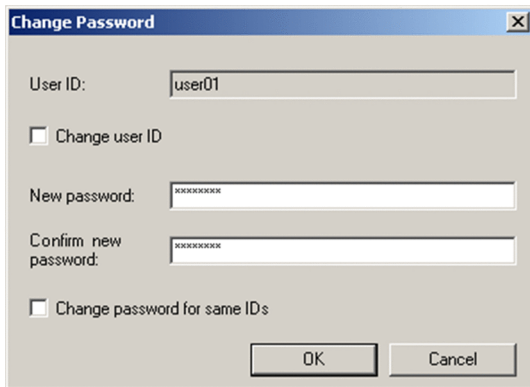 Change Password
User ID: user01
Change user ID
New password: ********
Confirm new
password: ********
Change password for same IDs
OK Cancel